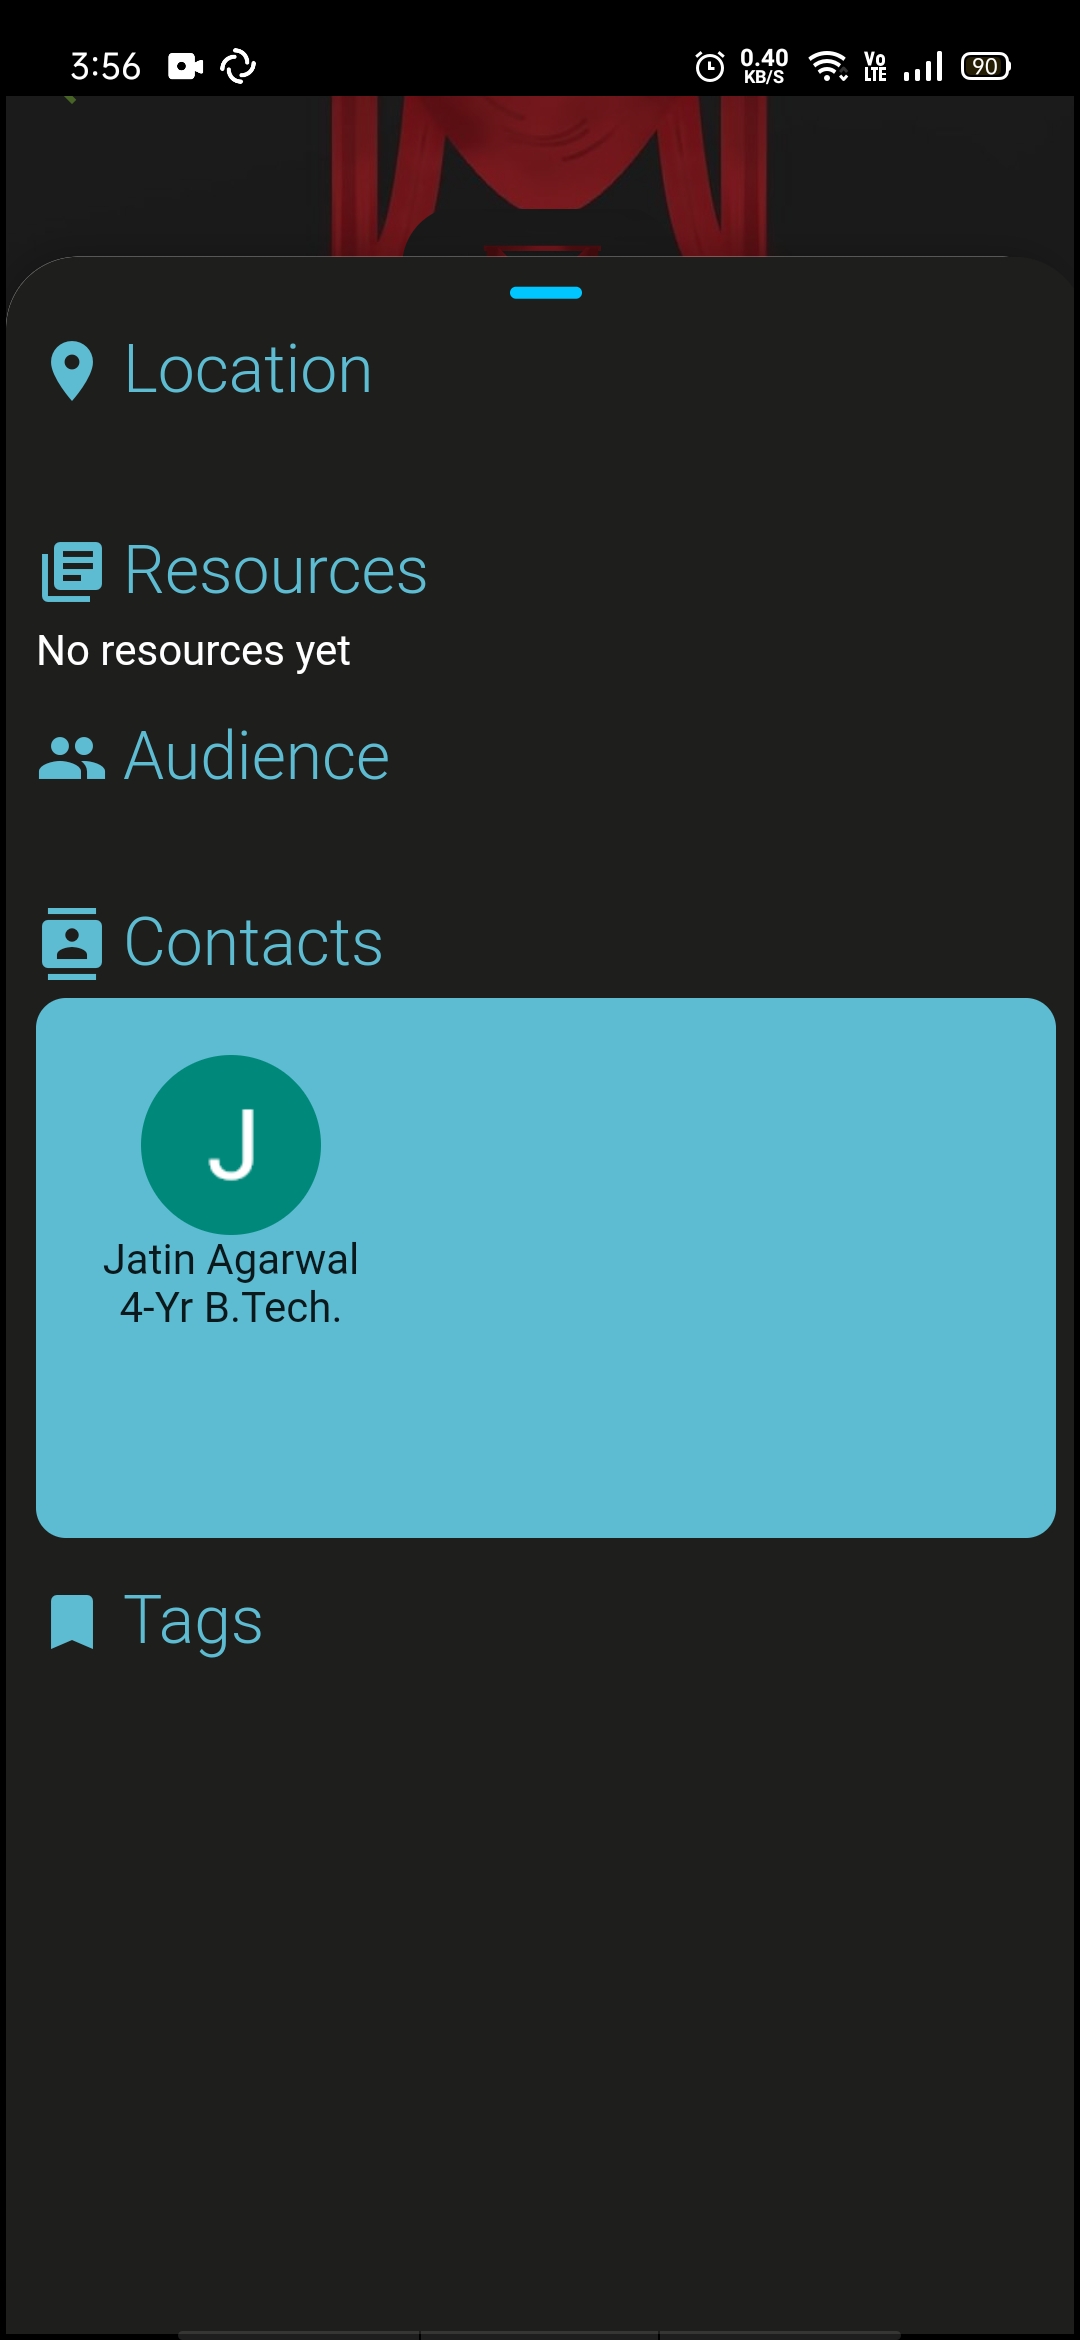 3:56
0.40
KB/S
Vo
LTE
90
Location
Resources
No resources yet
Audience
Contacts
J
Jatin Agarwal
4-Yr B.Tech.
Tags